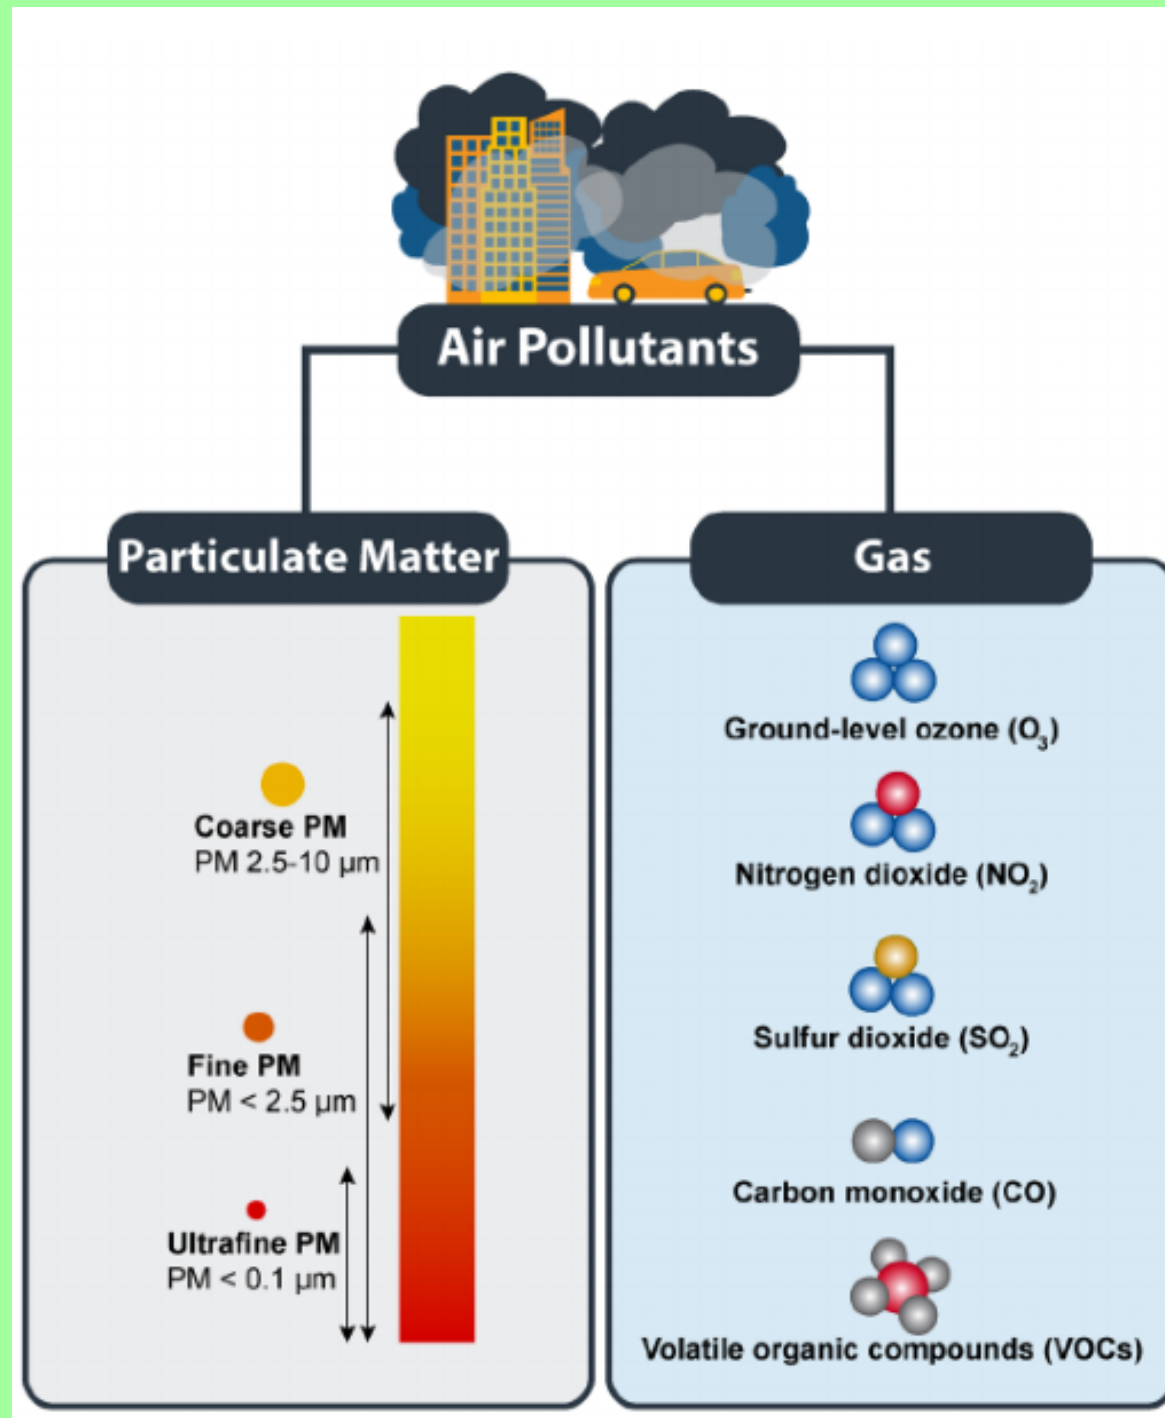 Air Pollutants
Particulate Matter
Coarse PM
PM 2.5-10 µm
Fine PM
PM < 2.5 µm
Ultrafine PM
PM < 0.1 µm
Gas
Ground-level ozone (O₃)
Nitrogen dioxide (NO₂)
Sulfur dioxide (SO₂)
Carbon monoxide (CO)
Volatile organic compounds (VOCs)